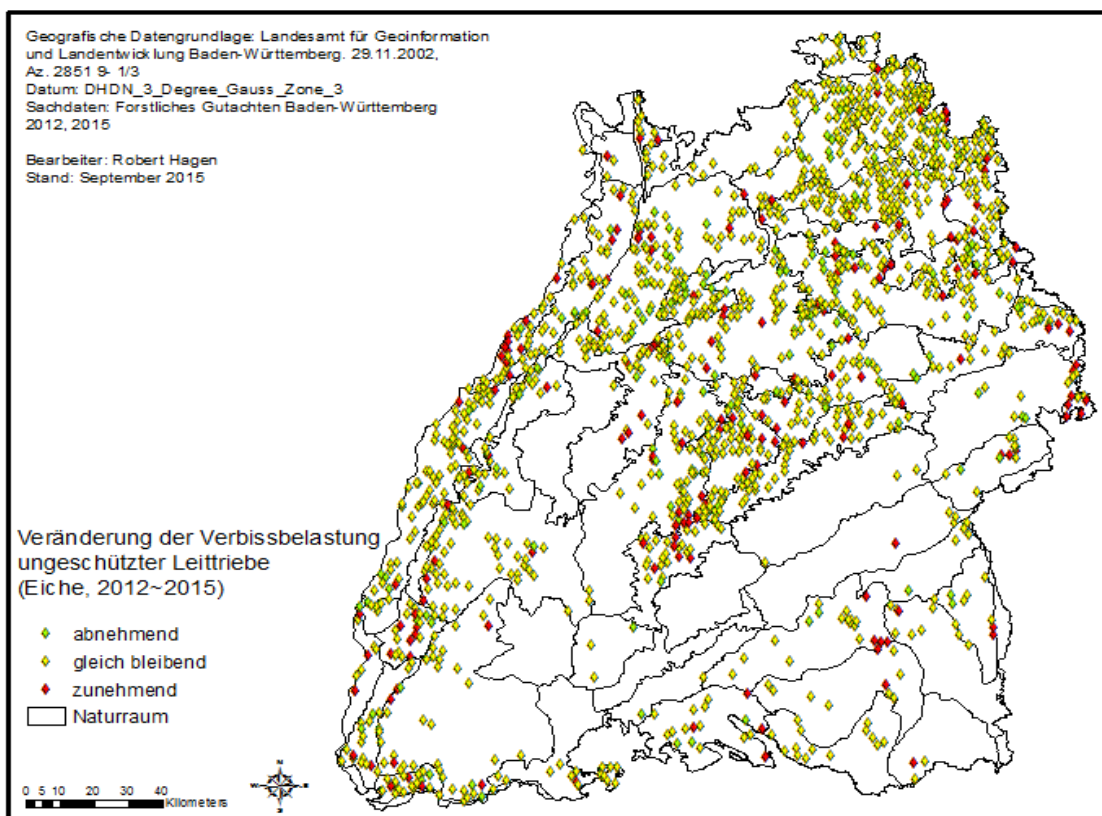 Geografische Datengrundlage: Landesamt für Geoinformation
und Landentwicklung Baden-Württemberg. 29.11.2002,
Az. 2851 9- 1/3
Datum: DHDN_3_Degree_Gauss_Zone_3
Sachdaten: Forstliches Gutachten Baden-Württemberg
2012, 2015
Bearbeiter: Robert Hagen
Stand: September 2015
Veränderung der Verbissbelastung
ungeschützter Leittriebe
(Eiche, 2012~2015)
abnehmend
gleich bleibend
zunehmend
Naturraum
0 5 10 20 30 40
Kilometers
N
W E
S